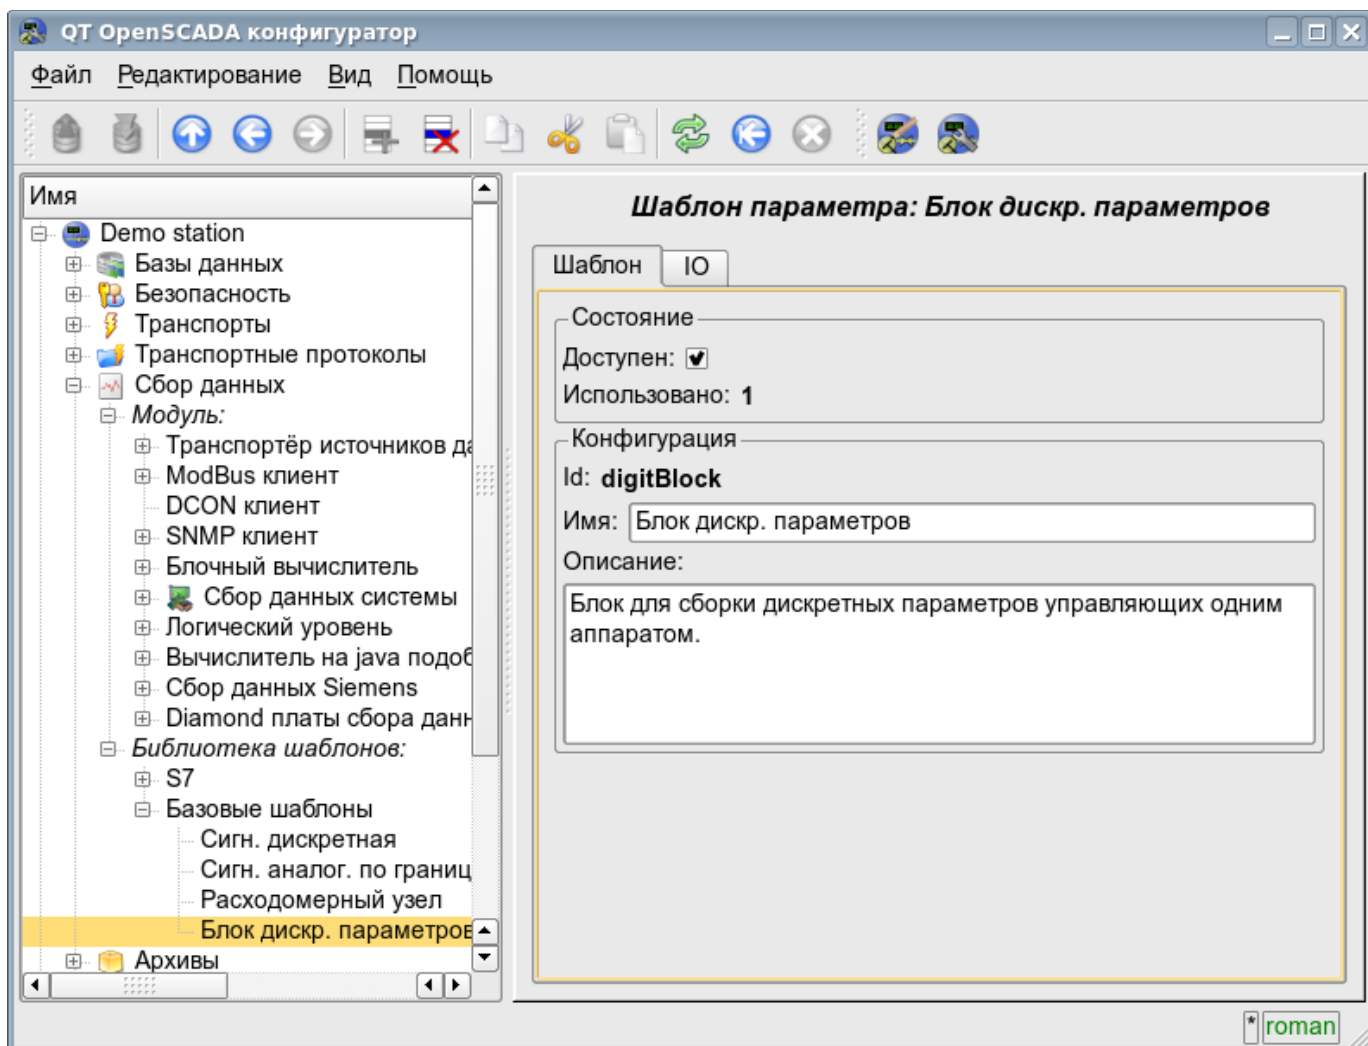 QT OpenSCADA конфигуратор
Файл Редактирование Вид Помощь
Имя
Demo station
Базы данных
Безопасность
Транспорты
Транспортные протоколы
Сбор данных
Модуль:
Транспортёр источников да
ModBus клиент
DCON клиент
SNMP клиент
Блочный вычислитель
Сбор данных системы
Логический уровень
Вычислитель на java подоб
Сбор данных Siemens
Diamond платы сбора данн
Библиотека шаблонов:
S7
Базовые шаблоны
Сигн. дискретная
Сигн. аналог. по границ
Расходомерный узел
Блок дискр. параметров
Архивы
Шаблон параметра: Блок дискр. параметров
Шаблон IO
Состояние
Доступен:
Использовано: 1
Конфигурация
Id: digitBlock
Имя: Блок дискр. параметров
Описание:
Блок для сборки дискретных параметров управляющих одним
аппаратом.
* roman